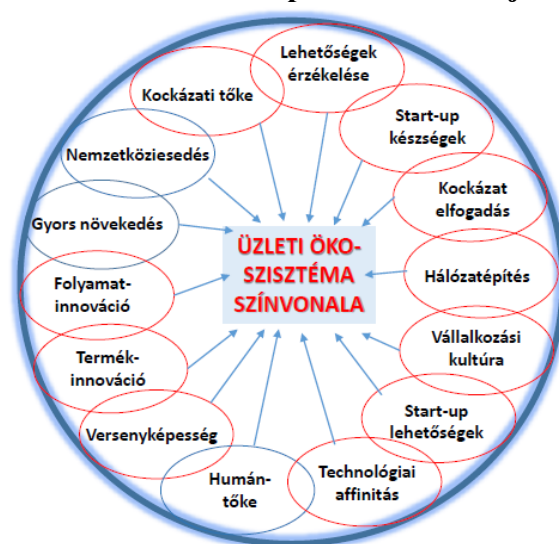 Lehetőségek
érzékelése
Start-up
készségek
Kockázat
elfogadás
Hálózatépítés
Vállalkozási
kultúra
Start-up
lehetőségek
Technológiai
affinitás
Humán-
tőke
Versenyképesség
Termék-
innováció
Folyamat-
innováció
Gyors növekedés
Nemzetköziesedés
Kockázati tőke
ÜZLETI ÖKO-
SZISZTÉMA
SZÍNVONALA